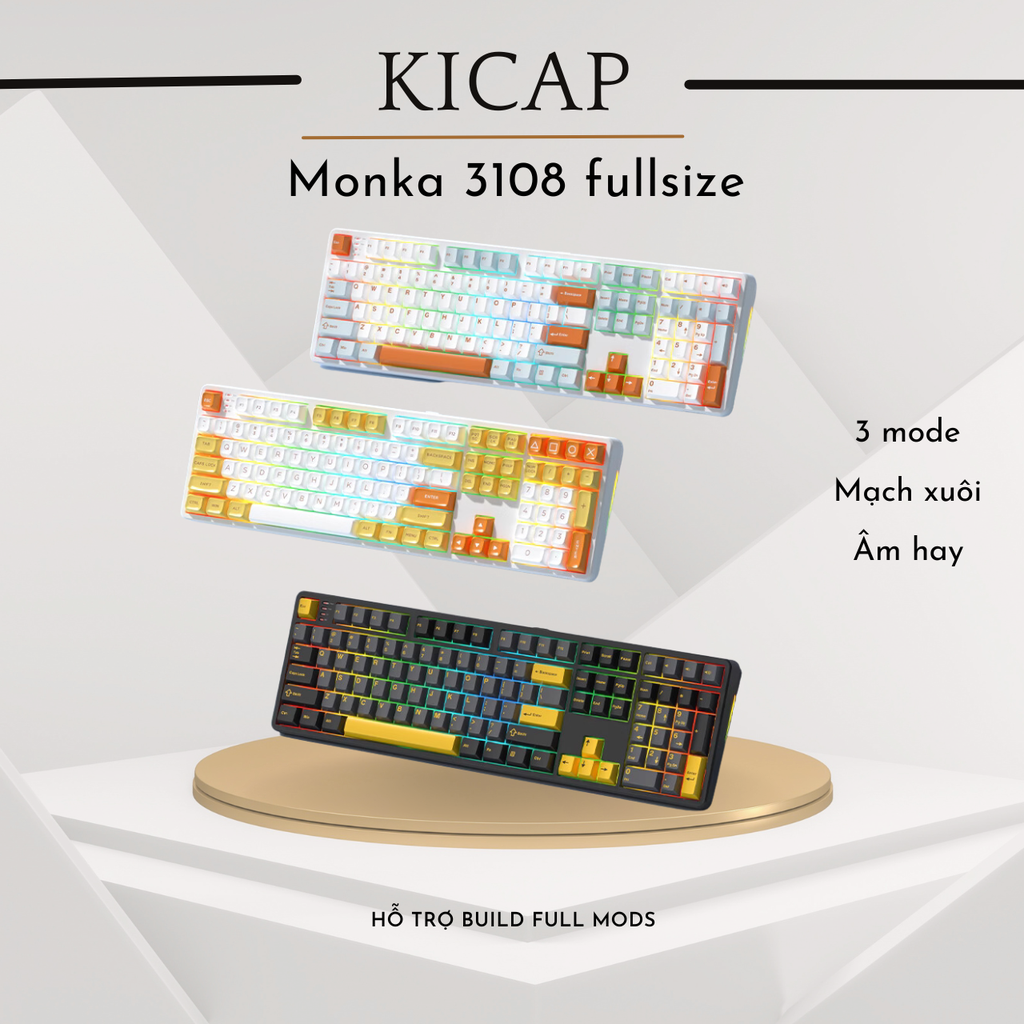 KICAP
Monka 3108 fullsize
3 mode
Mạch xuôi
Âm hay
HỖ TRỢ BUILD FULL MODS